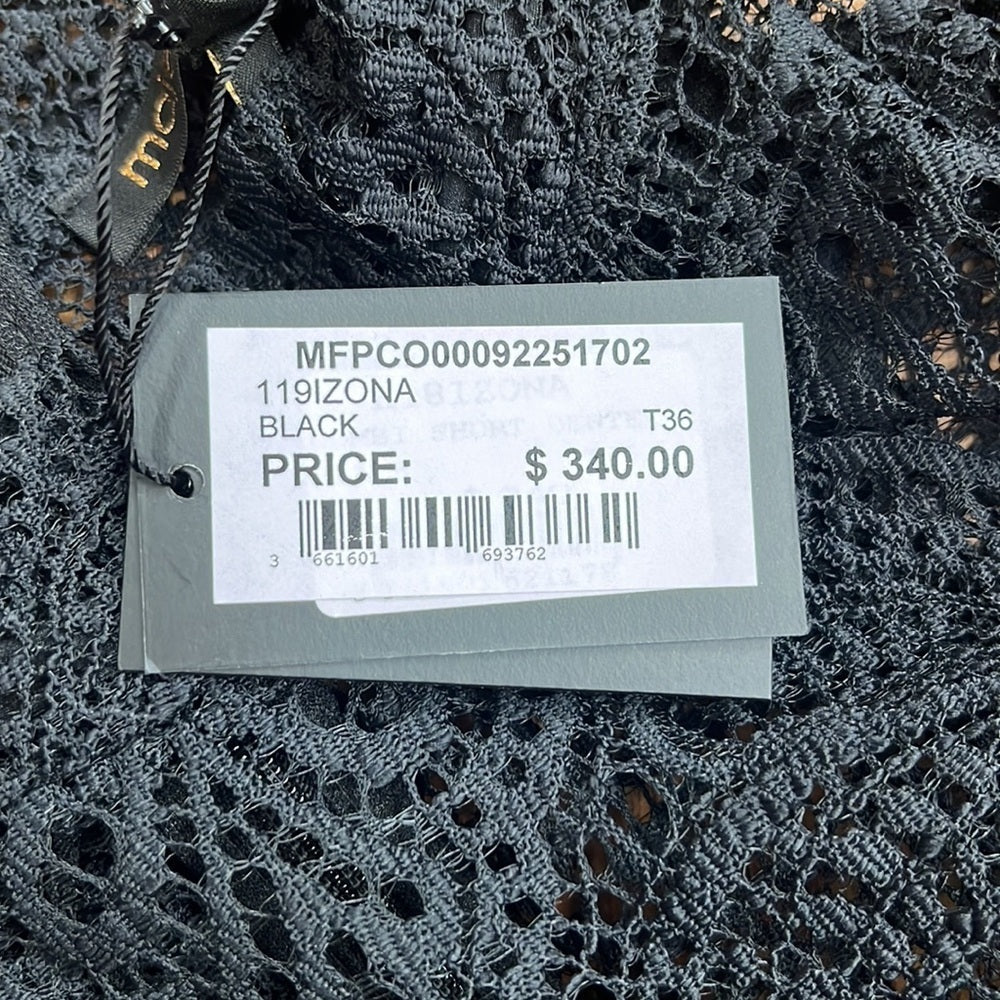 MFPCO00092251702
119IZONA
BLACK T36
PRICE: $ 340.00
3 661601 693762